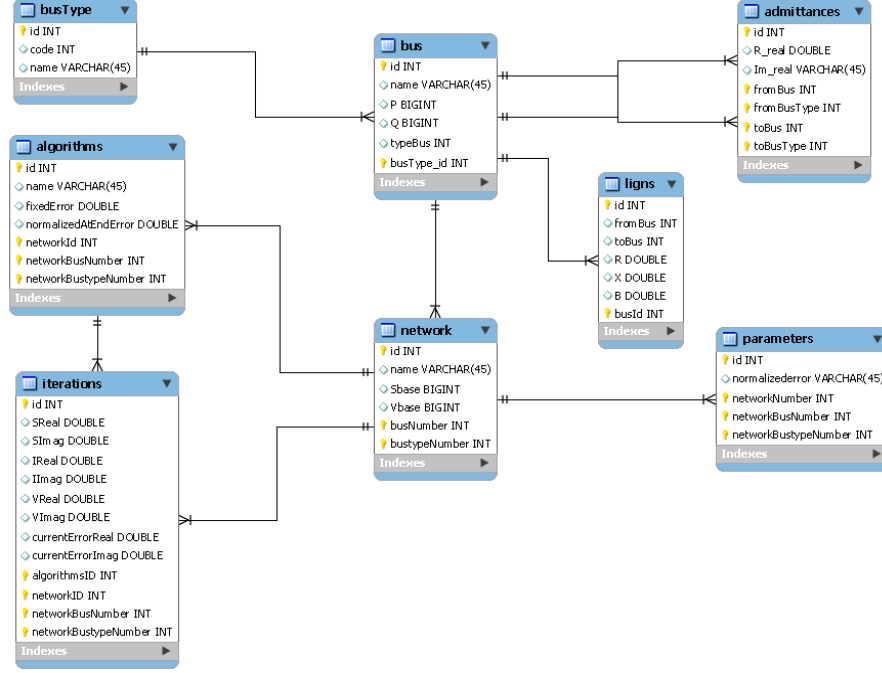 busType
id INT
code INT
name VARCHAR(45)
Indexes
bus
id INT
name VARCHAR(45)
P BIGINT
Q BIGINT
typeBus INT
busType_id INT
Indexes
admittances
id INT
R_real DOUBLE
Im_real VARCHAR(45)
fromBus INT
fromBusType INT
toBus INT
toBusType INT
Indexes
algorithms
id INT
name VARCHAR(45)
fixedError DOUBLE
normalizedAtEndError DOUBLE
networkId INT
networkBusNumber INT
networkBustypeNumber INT
Indexes
ligns
id INT
fromBus INT
toBus INT
R DOUBLE
X DOUBLE
B DOUBLE
busId INT
Indexes
network
id INT
name VARCHAR(45)
Sbase BIGINT
Vbase BIGINT
busNumber INT
bustypeNumber INT
Indexes
parameters
id INT
normalizederror VARCHAR(45)
networkNumber INT
networkBusNumber INT
networkBustypeNumber INT
Indexes
iterations
id INT
SReal DOUBLE
SImag DOUBLE
IReal DOUBLE
IImag DOUBLE
VReal DOUBLE
VImag DOUBLE
currentErrorReal DOUBLE
currentErrorImag DOUBLE
algorithmsID INT
networkID INT
networkBusNumber INT
networkBustypeNumber INT
Indexes